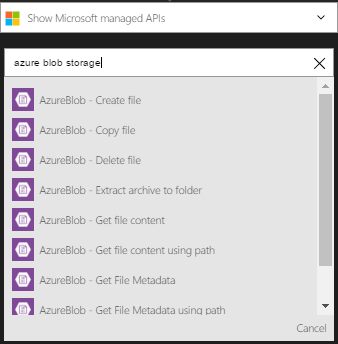 Show Microsoft managed APIs
azure blob storage
AzureBlob - Create file
AzureBlob - Copy file
AzureBlob - Delete file
AzureBlob - Extract archive to folder
AzureBlob - Get file content
AzureBlob - Get file content using path
AzureBlob - Get File Metadata
AzureBlob - Get File Metadata using path
Cancel